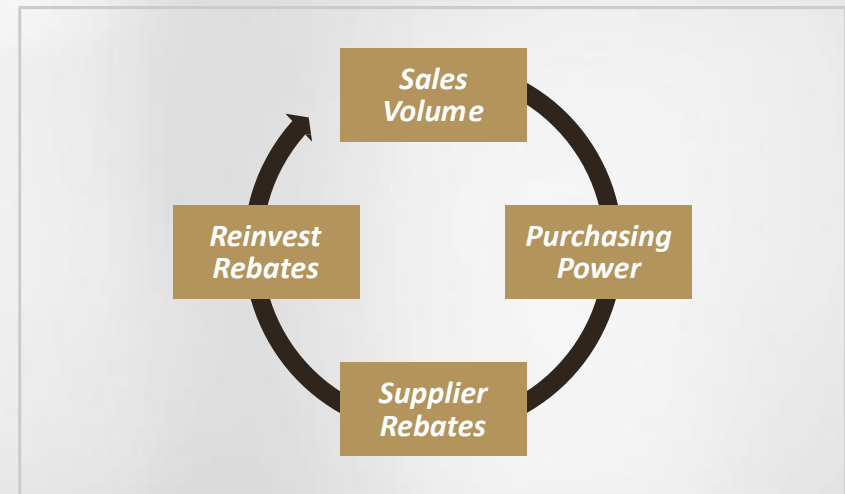 Sales
Volume
Purchasing
Power
Supplier
Rebates
Reinvest
Rebates